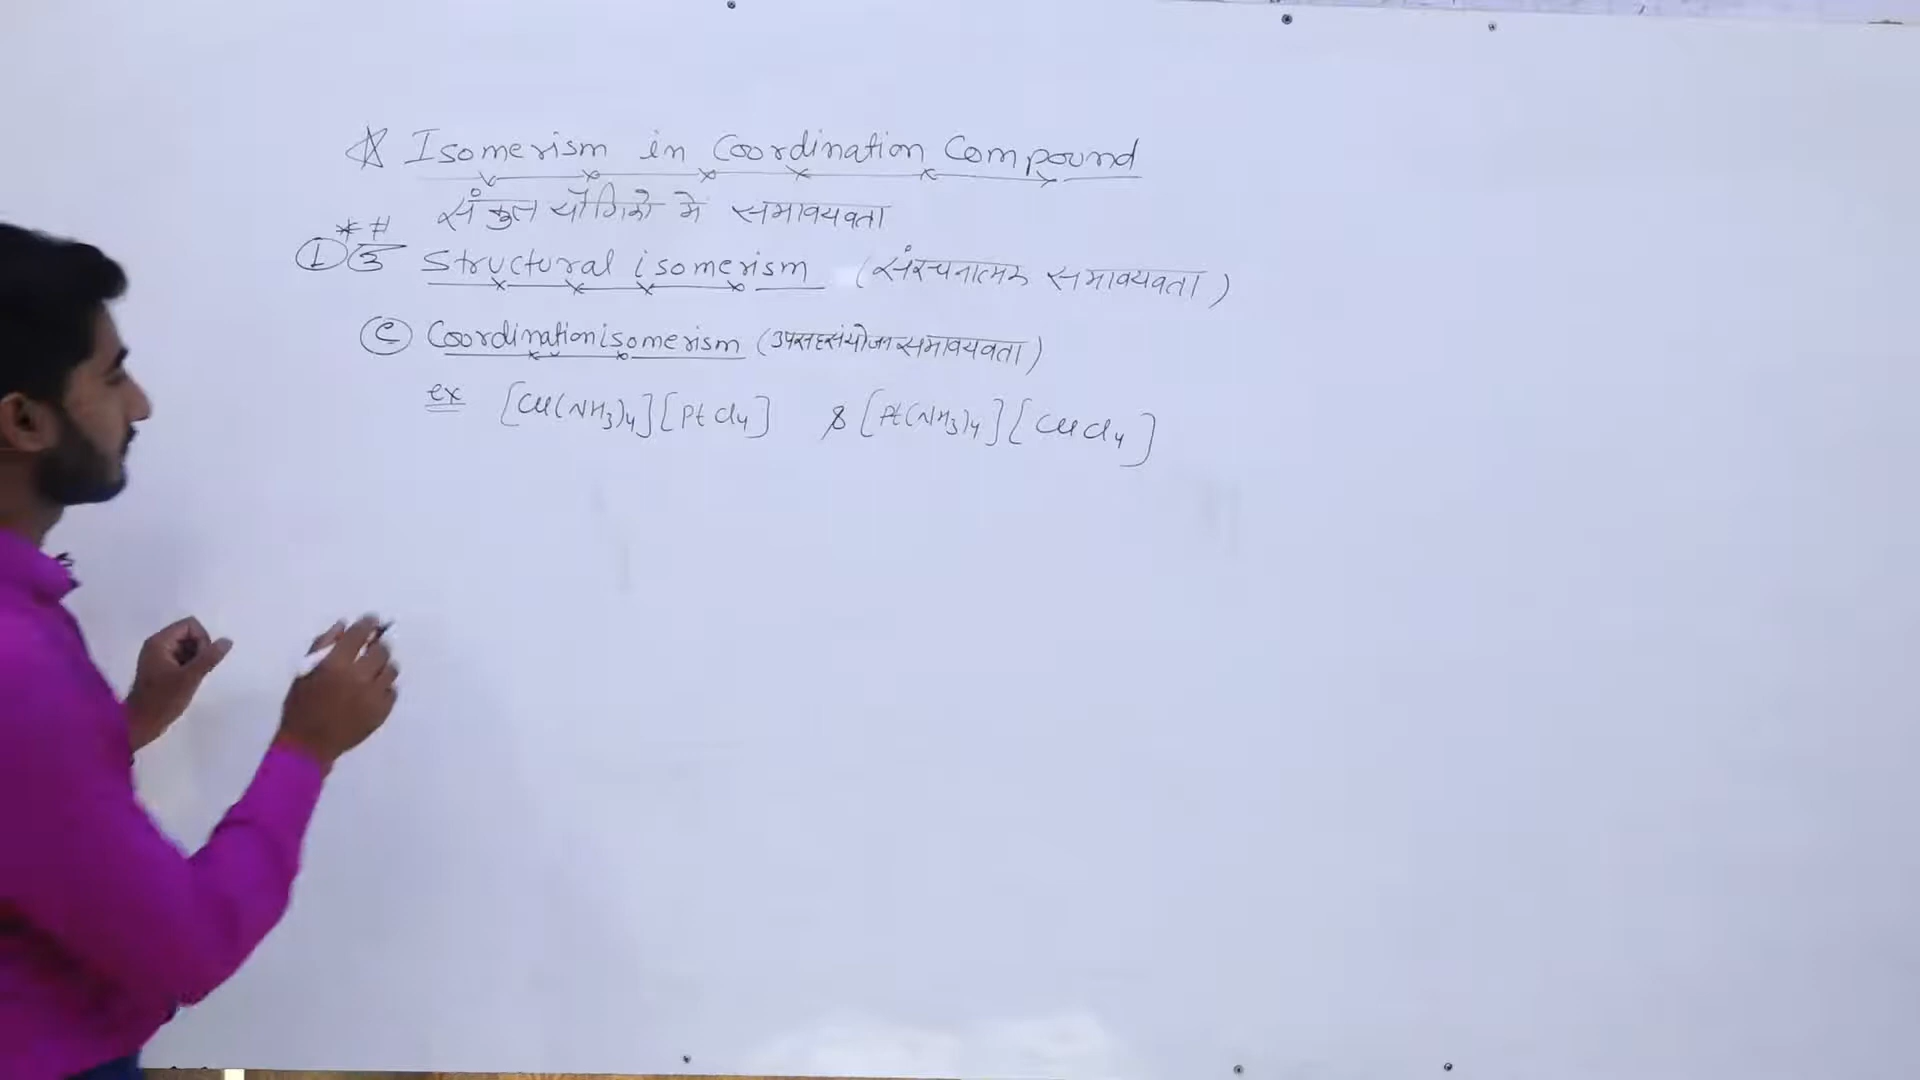 ☆ Isomerism in Coordination Compound
संकुल यौगिको मे समावयवता
* #
① Structural isomerism (संरचनात्मक समावयवता)
ⓔ Coordination isomerism (उपसहसंयोजन समावयवता)
ex [Cu(NH₃)₄][PtCl₄] & [Pt(NH₃)₄][CuCl₄]